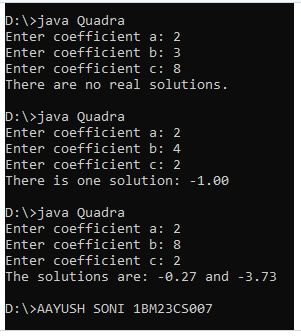 D:\>java Quadra
Enter coefficient a: 2
Enter coefficient b: 3
Enter coefficient c: 8
There are no real solutions.
D:\>java Quadra
Enter coefficient a: 2
Enter coefficient b: 4
Enter coefficient c: 2
There is one solution: -1.00
D:\>java Quadra
Enter coefficient a: 2
Enter coefficient b: 8
Enter coefficient c: 2
The solutions are: -0.27 and -3.73
D:\>AAYUSH SONI 1BM23CS007